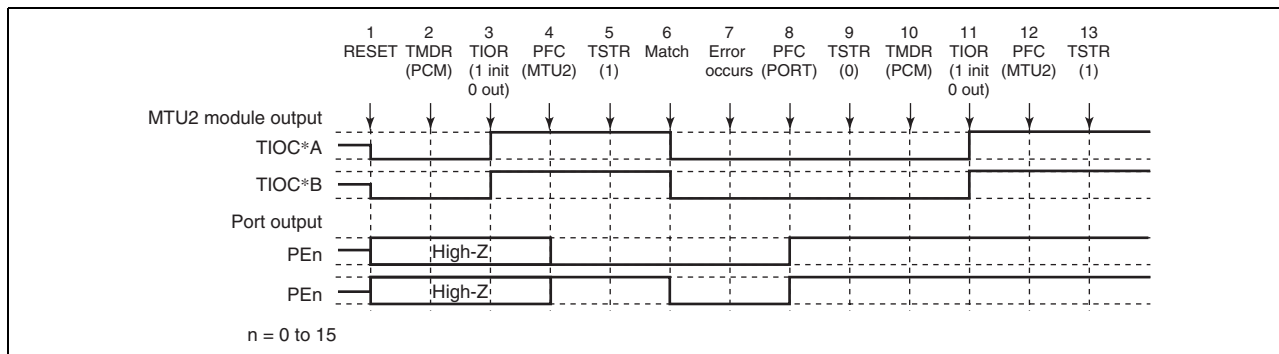 1 2 3 4 5 6 7 8 9 10 11 12 13
RESET TMDR TIOR PFC TSTR Match Error PFC TSTR TMDR TIOR PFC TSTR
(PCM) (1 init (MTU2) (1) occurs (PORT) (0) (PCM) (1 init (MTU2) (1)
0 out) 0 out)
MTU2 module output
TIOC*A
TIOC*B
Port output
PEn High-Z
PEn High-Z
n = 0 to 15